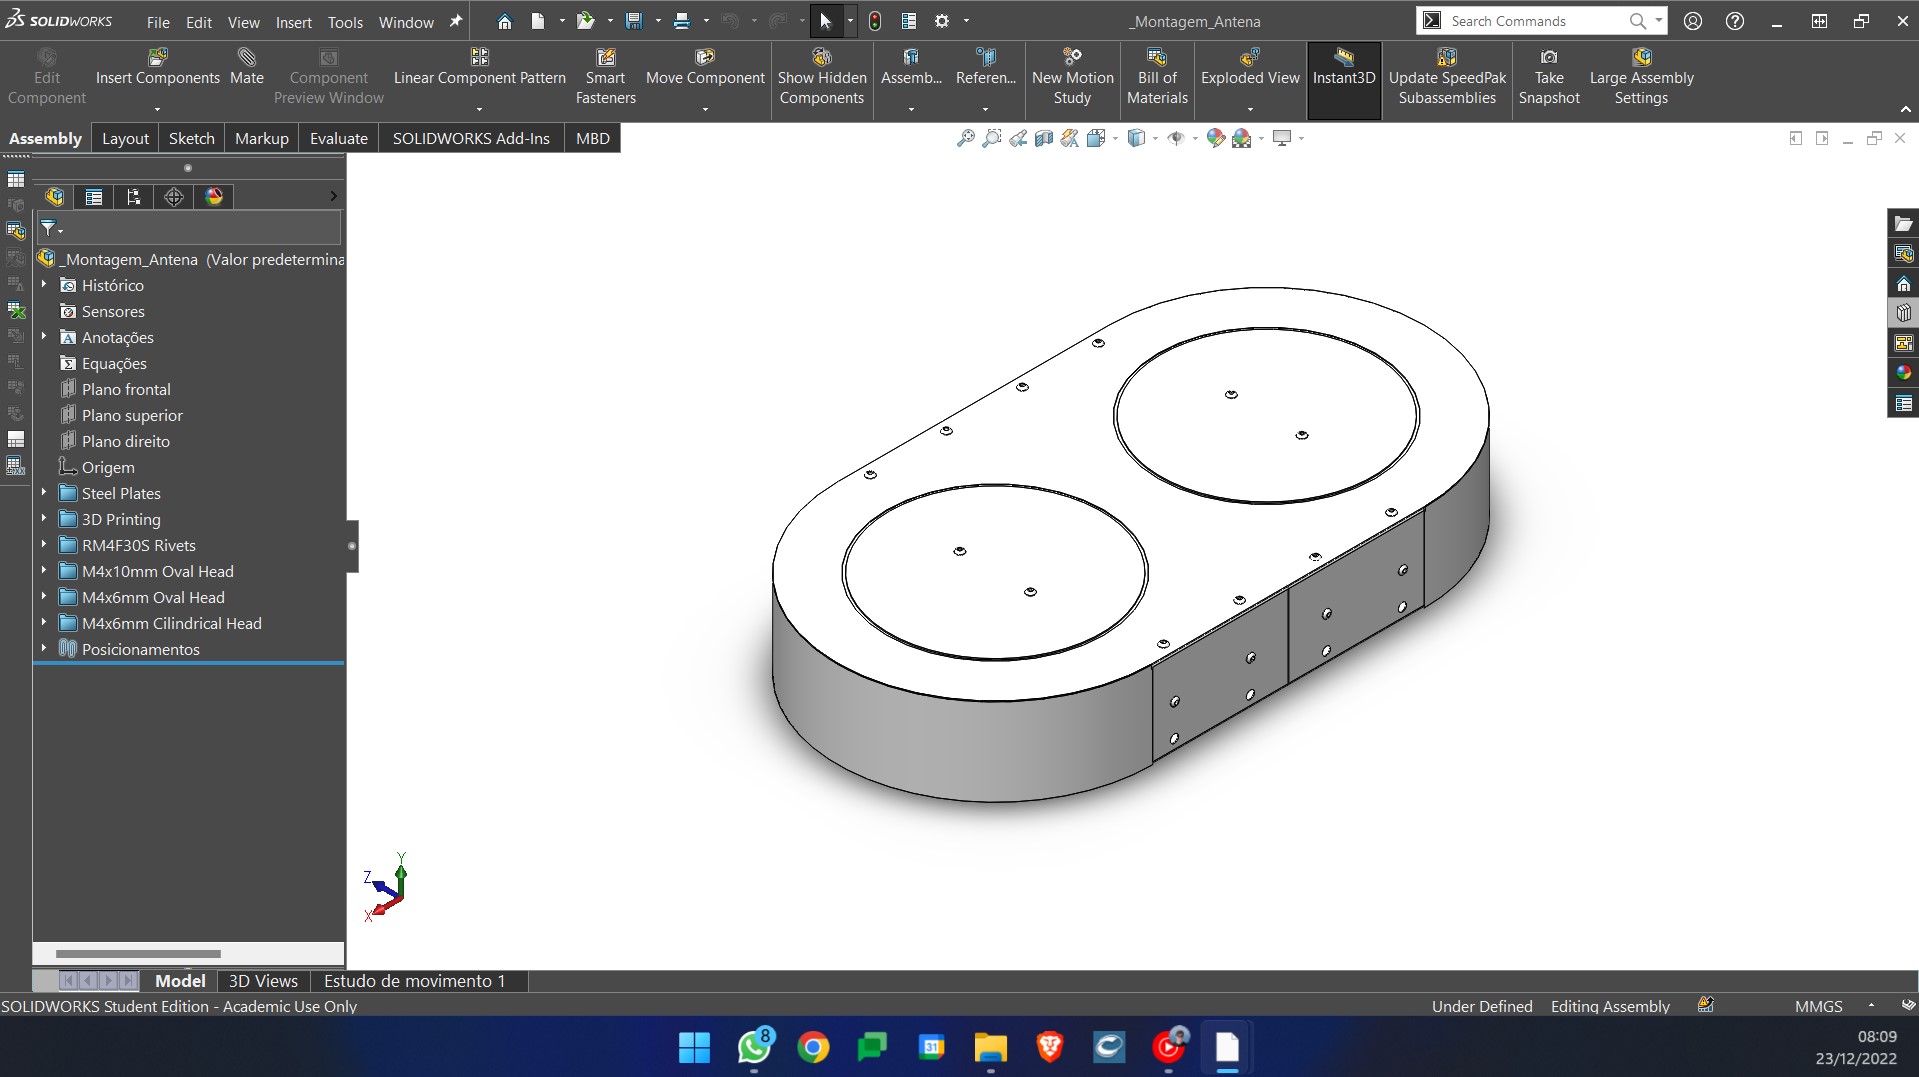 SOLIDWORKS File Edit View Insert Tools Window _Montagem_Antena Search Commands
Edit Component
Insert Components
Mate
Component Preview Window
Linear Component Pattern
Smart Fasteners
Move Component
Show Hidden Components
Assemb...
Referen...
New Motion Study
Bill of Materials
Exploded View
Instant3D
Update SpeedPak Subassemblies
Take Snapshot
Large Assembly Settings
Assembly Layout Sketch Markup Evaluate SOLIDWORKS Add-Ins MBD
_Montagem_Antena (Valor predetermina
Histórico
Sensores
Anotações
Equações
Plano frontal
Plano superior
Plano direito
Origem
Steel Plates
3D Printing
RM4F30S Rivets
M4x10mm Oval Head
M4x6mm Oval Head
M4x6mm Cilindrical Head
Posicionamentos
Y
Z
X
Model 3D Views Estudo de movimento 1
SOLIDWORKS Student Edition - Academic Use Only Under Defined Editing Assembly MMGS
8
31
08:09
23/12/2022